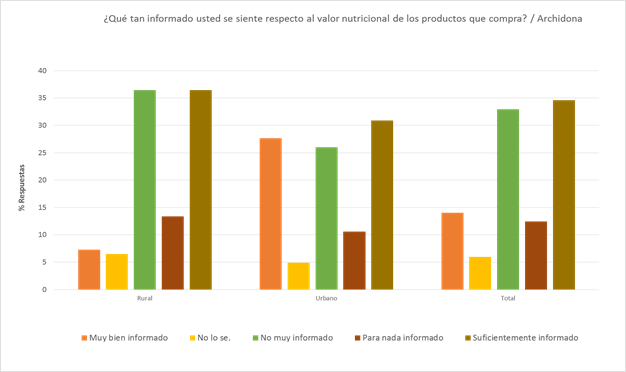 ¿Qué tan informado usted se siente respecto al valor nutricional de los productos que compra? / Archidona
40
35
30
25
20
15
10
5
0
% Respuestas
Rural Urbano Total
Muy bien informado No lo se. No muy informado Para nada informado Suficientemente informado